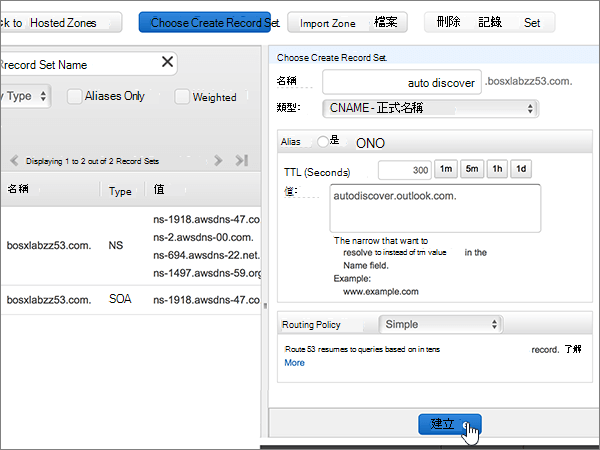 ck to Hosted Zones Choose Create Record Set Import Zone 檔案 刪除 記錄 Set
Rrecord Set Name
y Type Aliases Only Weighted
Displaying 1 to 2 out of 2 Record Sets
名稱 Type 值
bosxlabzz53.com. NS ns-1918.awsdns-47.co
ns-2.awsdns-00.com.
ns-694.awsdns-22.net.
ns-1497.awsdns-59.org
bosxlabzz53.com. SOA ns-1918.awsdns-47.co
Choose Create Record Set
名稱 auto discover .bosxlabzz53.com.
類型: CNAME-正式名稱
Alias 是 ONO
TTL (Seconds) 300 1m 5m 1h 1d
值: autodiscover.outlook.com.
The narrow that want to
resolve to instead of tm value in the
Name field.
Example:
www.example.com
Routing Policy Simple
Route 53 resumes to queries based on in tens record. 了解
More
建立